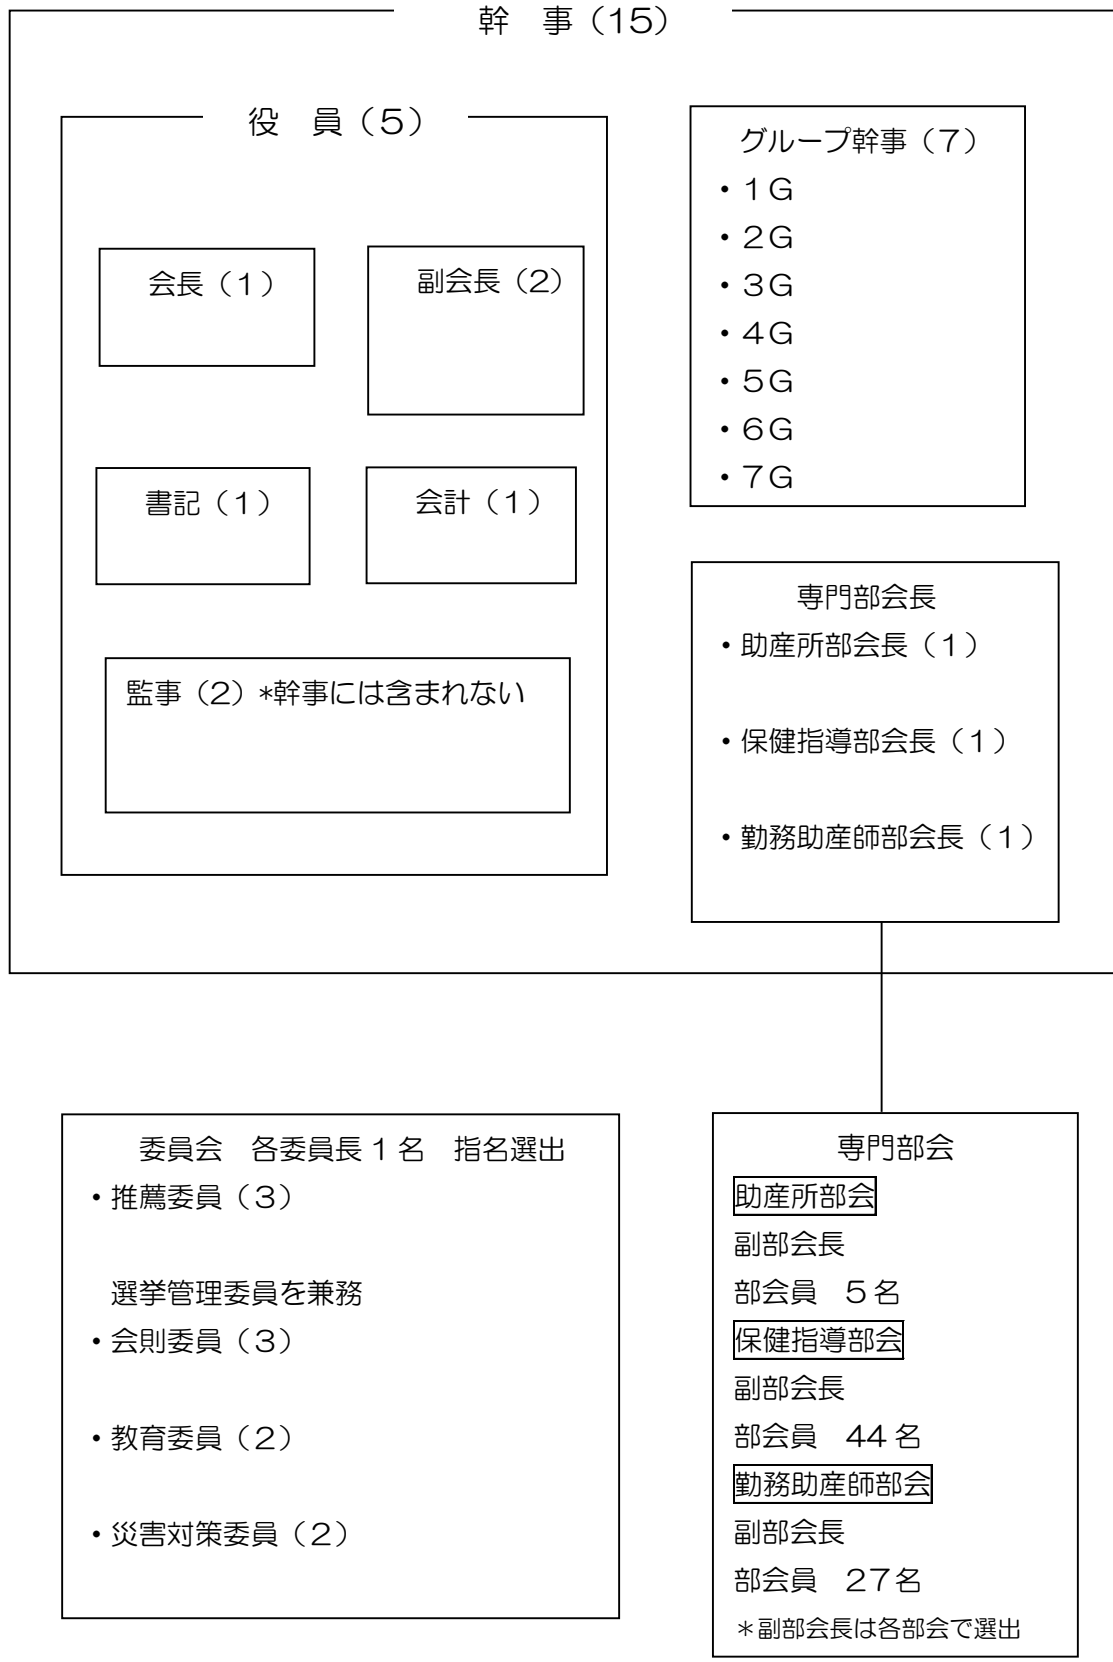 幹　事（15）
役　員（5）
会長（1）
副会長（2）
書記（1）
会計（1）
監事（2）*幹事には含まれない
グループ幹事（7）
・1G
・2G
・3G
・4G
・5G
・6G
・7G
専門部会長
・助産所部会長（1）
・保健指導部会長（1）
・勤務助産師部会長（1）
委員会　各委員長1名　指名選出
・推薦委員（3）
選挙管理委員を兼務
・会則委員（3）
・教育委員（2）
・災害対策委員（2）
専門部会
助産所部会
副部会長
部会員　5名
保健指導部会
副部会長
部会員　44名
勤務助産師部会
副部会長
部会員　27名
＊副部会長は各部会で選出